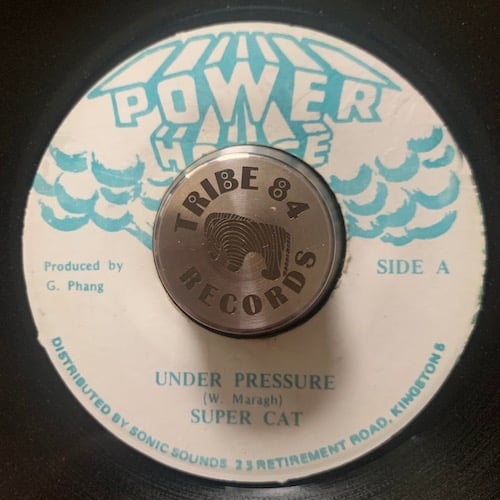 POWER
HOUSE
TRIBE 84
RECORDS
Produced by
G. Phang
SIDE A
UNDER PRESSURE
(W. Maragh)
SUPER CAT
DISTRIBUTED BY SONIC SOUNDS 23 RETIREMENT ROAD, KINGSTON 5